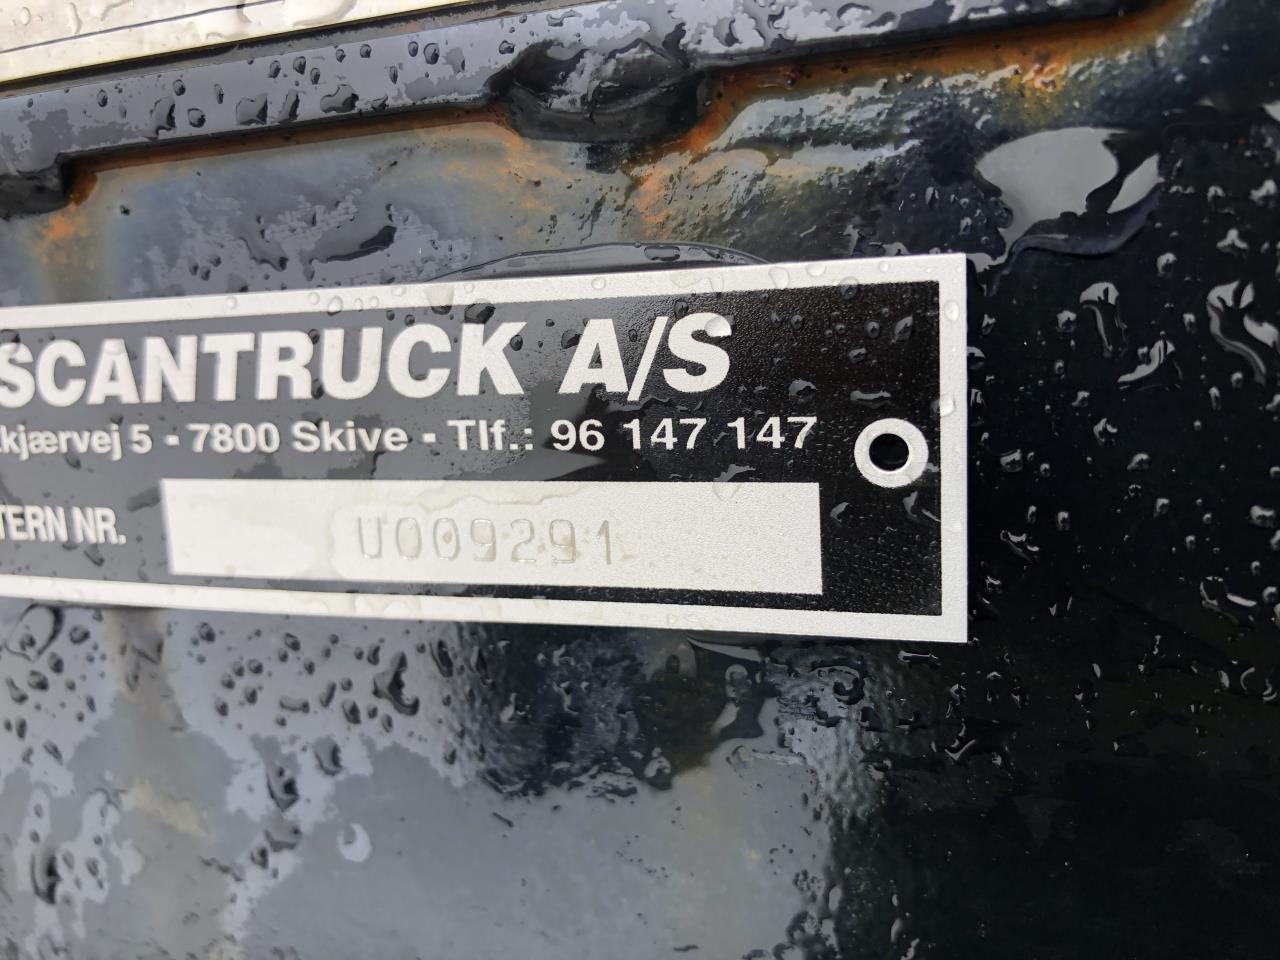 SCANTRUCK A/S
kjærvej 5 - 7800 Skive - Tlf.: 96 147 147
TERN NR.
U009291